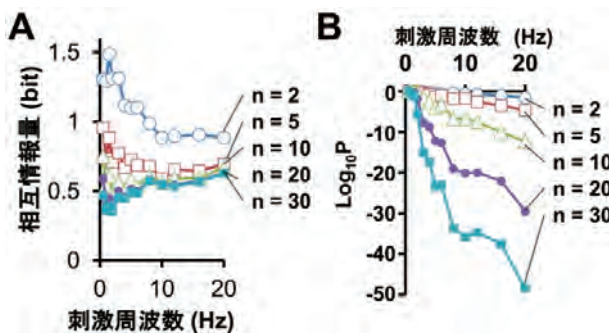 A
相互情報量 (bit)
1.5
1
0.5
0
0
10
20
刺激周波数 (Hz)
n = 2
n = 5
n = 10
n = 20
n = 30
B
刺激周波数 (Hz)
0
10
20
Log10P
0
-10
-20
-30
-40
-50
n = 2
n = 5
n = 10
n = 20
n = 30